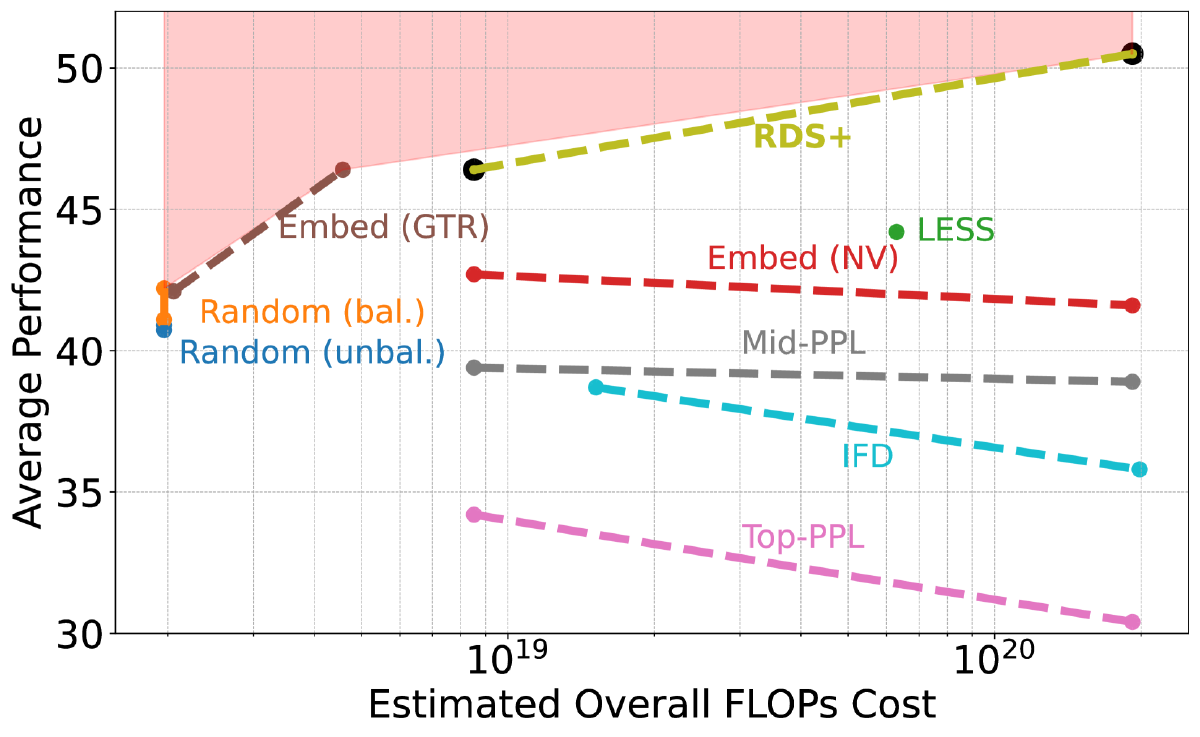 50
45
40
35
30
Average Performance
RDS+
Embed (GTR)
LESS
Embed (NV)
Random (bal.)
Random (unbal.)
Mid-PPL
IFD
Top-PPL
10¹⁹
10²⁰
Estimated Overall FLOPs Cost